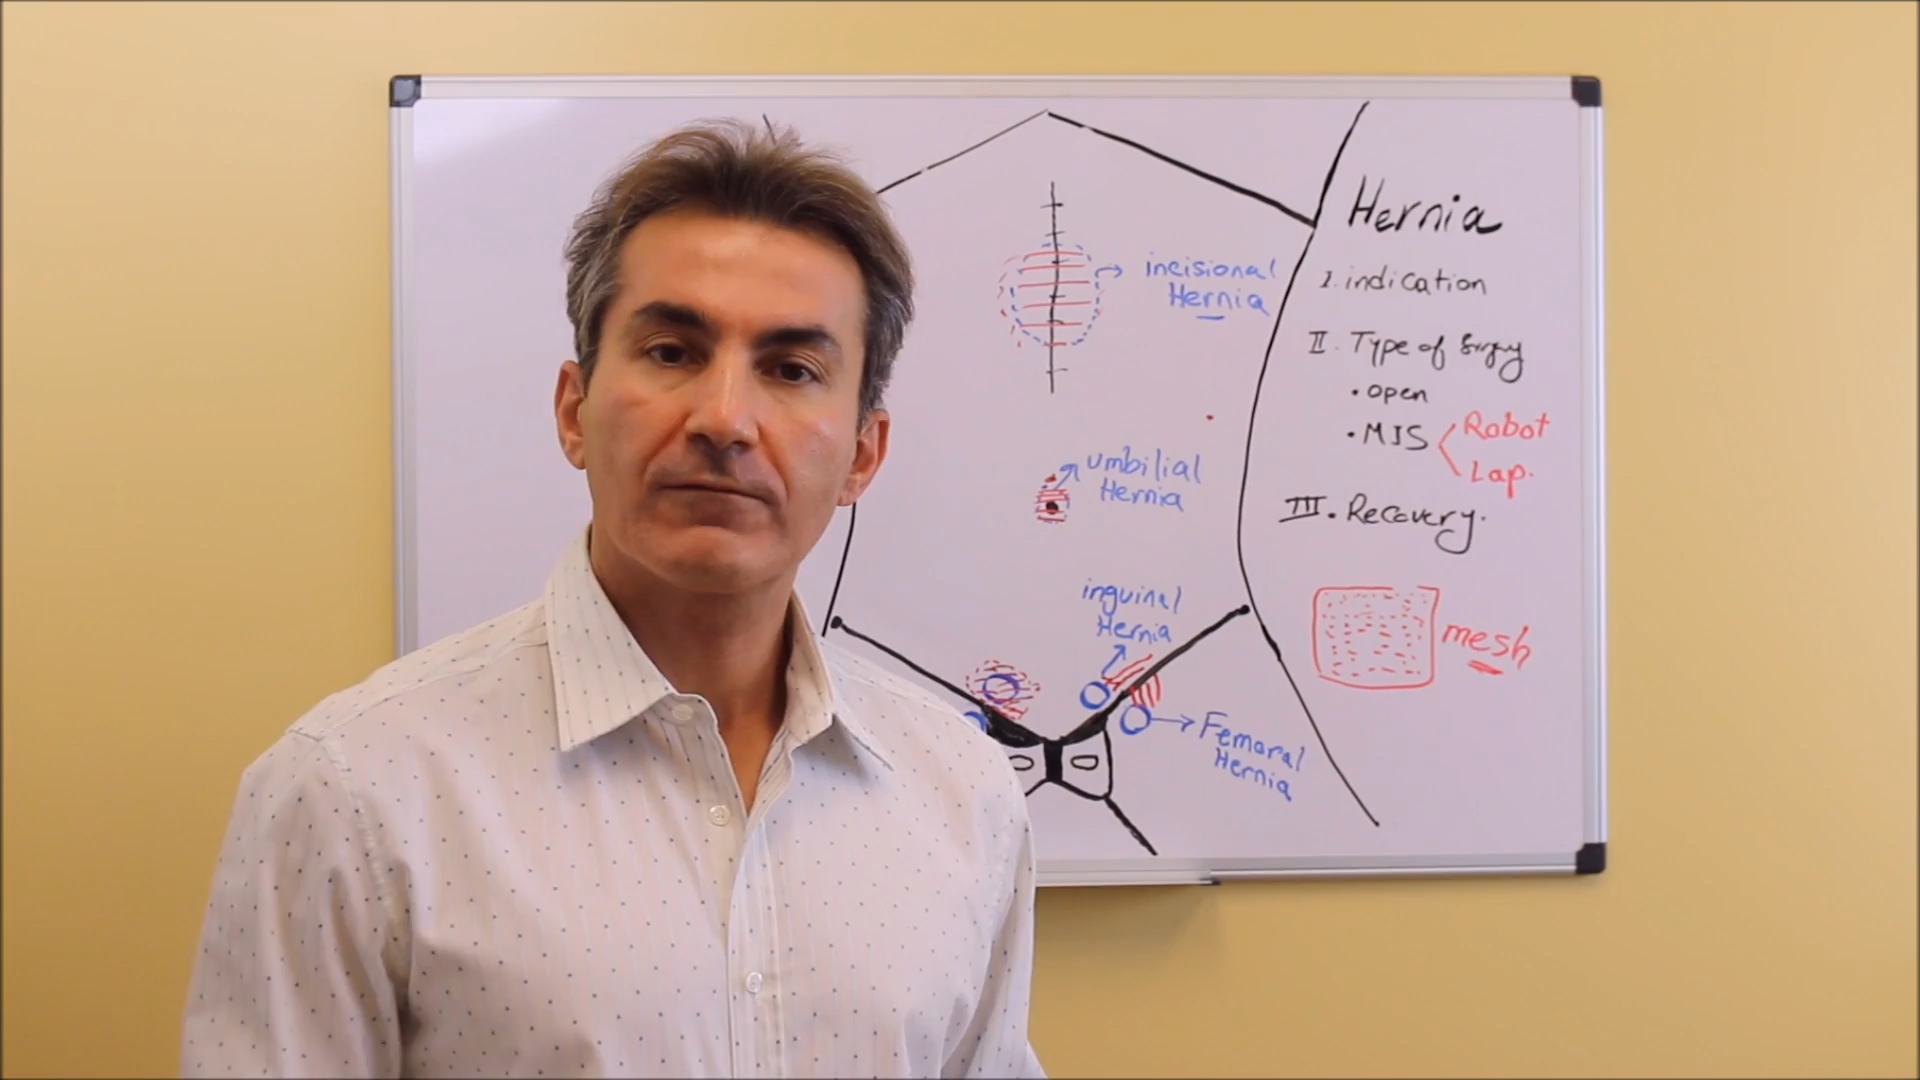 Hernia
I. indication
II. Type of Surgery
• open
• MIS
Robot
Lap.
III. Recovery.
mesh
incisional
Hernia
umbilial
Hernia
inguinal
Hernia
Femoral
Hernia